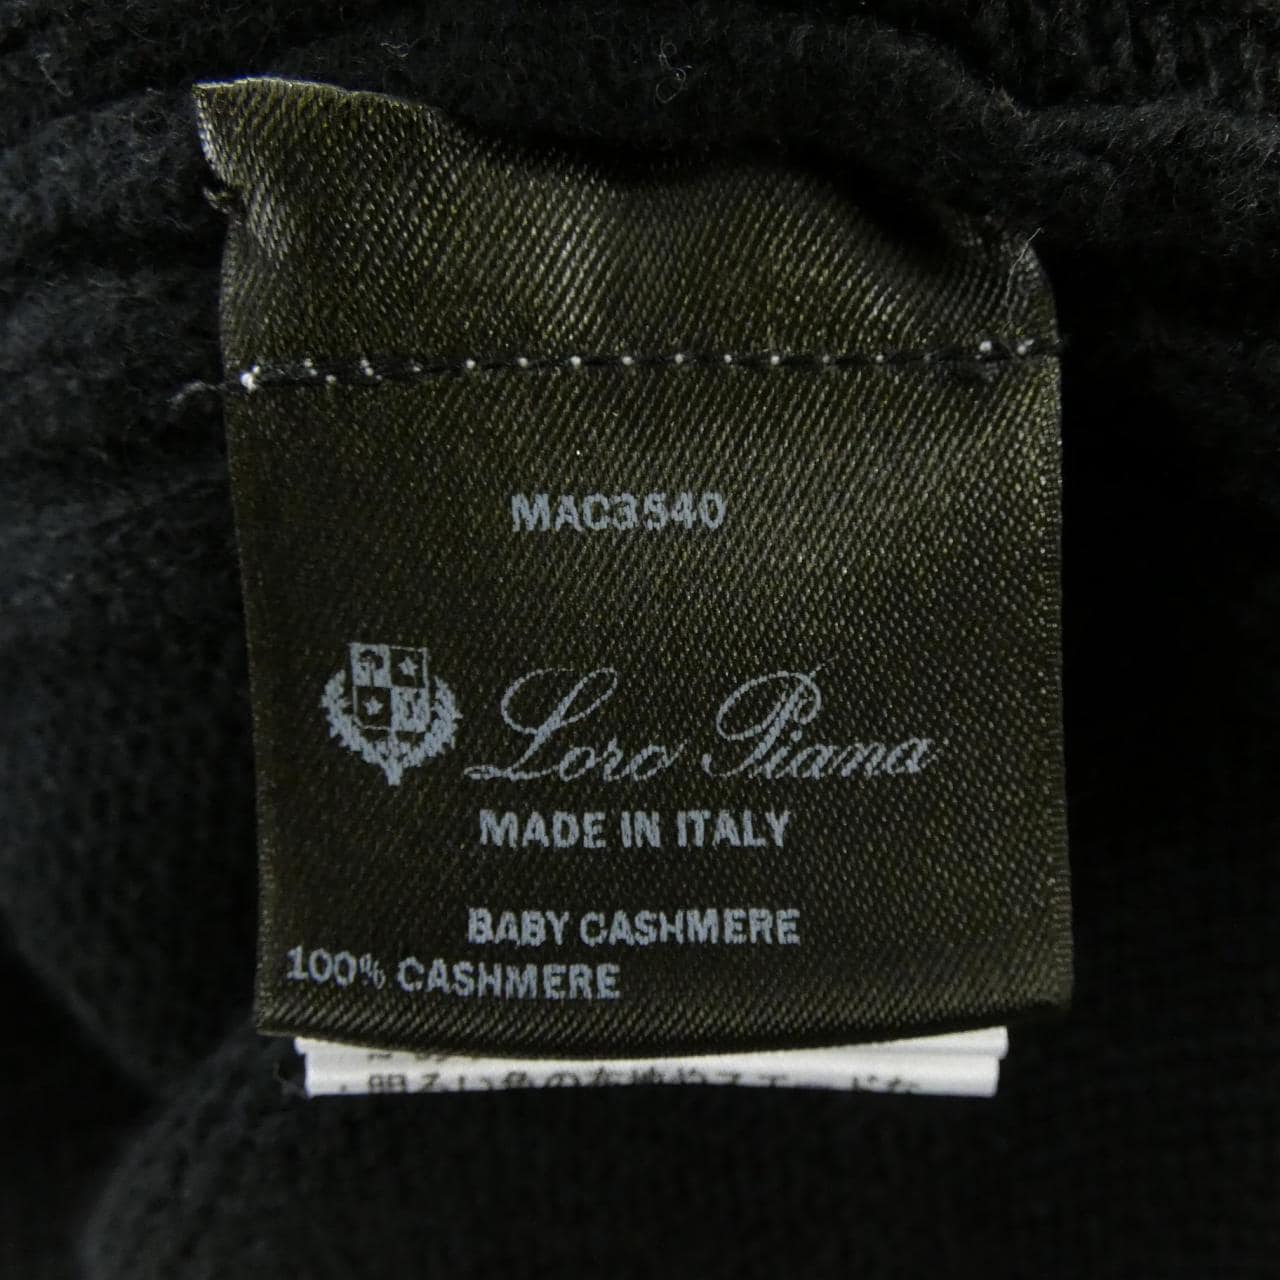 MAC3540
Loro Piana
MADE IN ITALY
BABY CASHMERE
100% CASHMERE